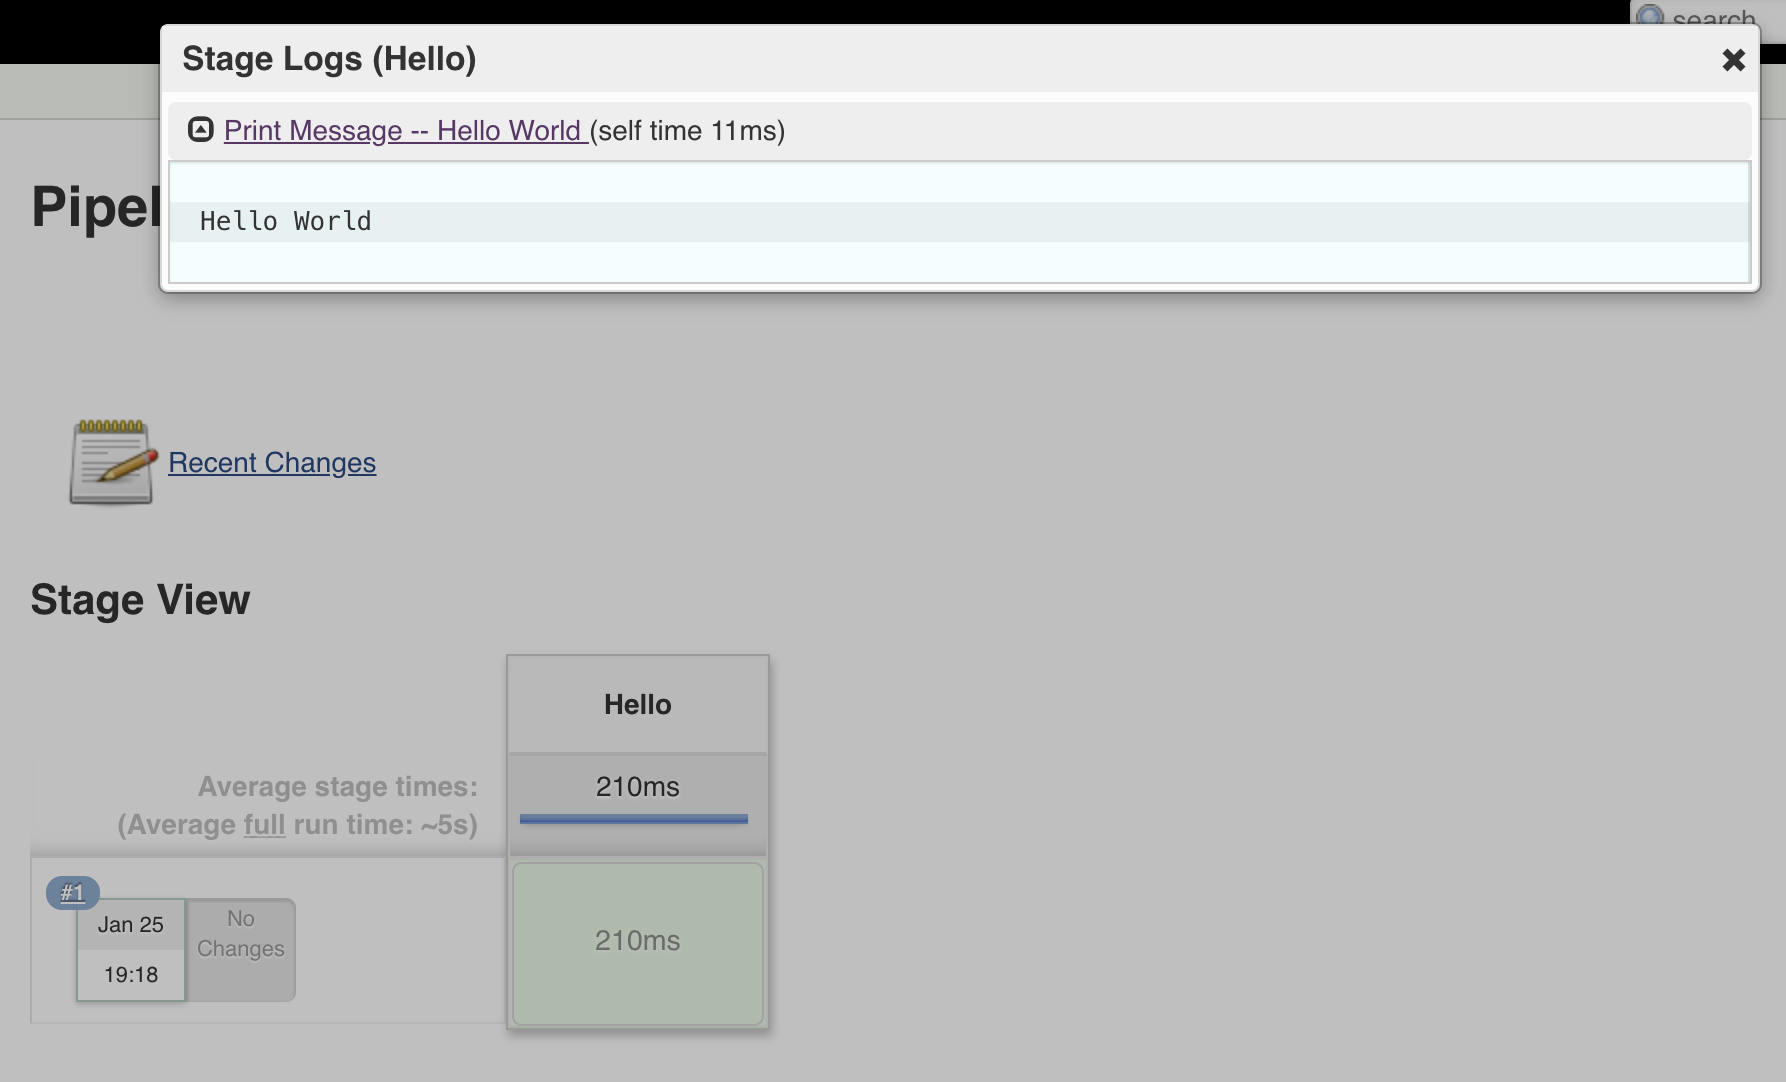 search
Stage Logs (Hello)
Print Message -- Hello World (self time 11ms)
Hello World
Recent Changes
Stage View
Hello
Average stage times:
(Average full run time: ~5s)
210ms
#1
Jan 25
19:18
No
Changes
210ms